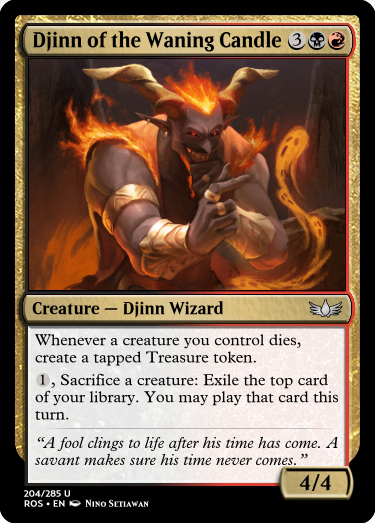 Djinn of the Waning Candle 3
Creature — Djinn Wizard
Whenever a creature you control dies,
create a tapped Treasure token.
1, Sacrifice a creature: Exile the top card
of your library. You may play that card this
turn.
“A fool clings to life after his time has come. A
savant makes sure his time never comes.”
4/4
204/285 U
ROS • EN Nino Setiawan